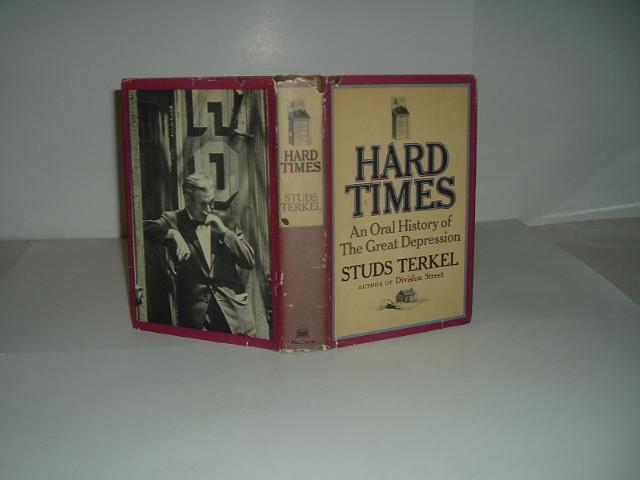 HARD
TIMES
STUDS
TERKEL
HARD
TIMES
An Oral History of
The Great Depression
STUDS TERKEL
AUTHOR OF Division Street